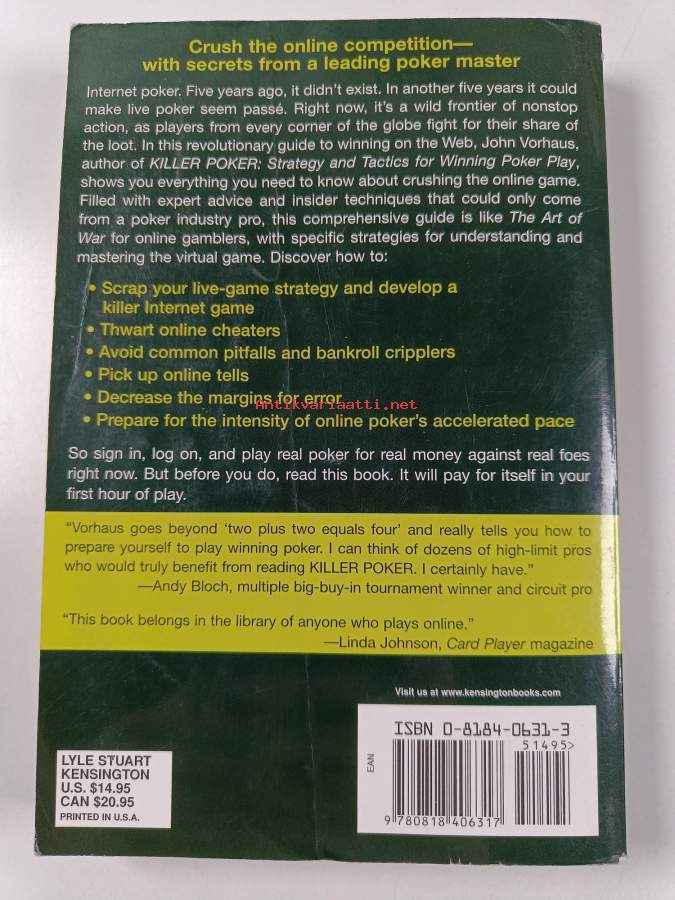 Crush the online competition—
with secrets from a leading poker master
Internet poker. Five years ago, it didn't exist. In another five years it could
make live poker seem passé. Right now, it's a wild frontier of nonstop
action, as players from every corner of the globe fight for their share of
the loot. In this revolutionary guide to winning on the Web, John Vorhaus,
author of KILLER POKER: Strategy and Tactics for Winning Poker Play,
shows you everything you need to know about crushing the online game.
Filled with expert advice and insider techniques that could only come
from a poker industry pro, this comprehensive guide is like The Art of
War for online gamblers, with specific strategies for understanding and
mastering the virtual game. Discover how to:
• Scrap your live-game strategy and develop a
killer Internet game
• Thwart online cheaters
• Avoid common pitfalls and bankroll cripplers
• Pick up online tells
• Decrease the margins for error
Antikvariaatti.net
• Prepare for the intensity of online poker's accelerated pace
So sign in, log on, and play real poker for real money against real foes
right now. But before you do, read this book. It will pay for itself in your
first hour of play.
"Vorhaus goes beyond 'two plus two equals four' and really tells you how to
prepare yourself to play winning poker. I can think of dozens of high-limit pros
who would truly benefit from reading KILLER POKER. I certainly have."
—Andy Bloch, multiple big-buy-in tournament winner and circuit pro
"This book belongs in the library of anyone who plays online."
—Linda Johnson, Card Player magazine
Visit us at www.kensingtonbooks.com
LYLE STUART
KENSINGTON
U.S. $14.95
CAN $20.95
PRINTED IN U.S.A.
EAN
ISBN 0-8184-0631-3
51495>
9 780818 406317